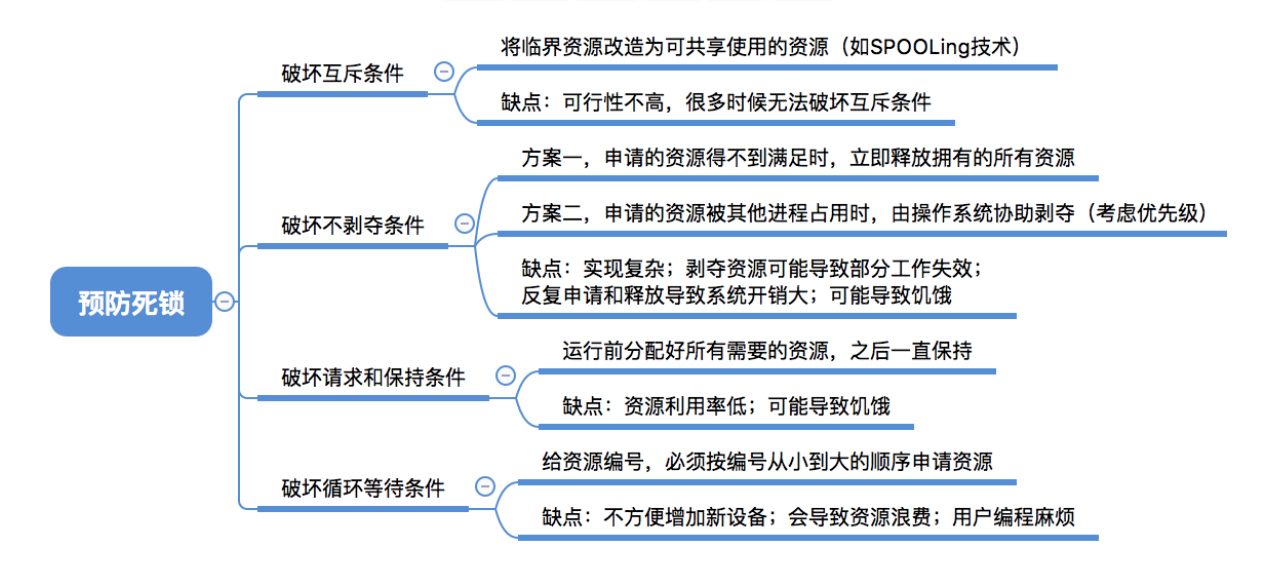 预防死锁
破坏互斥条件
将临界资源改造为可共享使用的资源（如SPOOLing技术）
缺点：可行性不高，很多时候无法破坏互斥条件
破坏不剥夺条件
方案一，申请的资源得不到满足时，立即释放拥有的所有资源
方案二，申请的资源被其他进程占用时，由操作系统协助剥夺（考虑优先级）
缺点：实现复杂；剥夺资源可能导致部分工作失效；
反复申请和释放导致系统开销大；可能导致饥饿
破坏请求和保持条件
运行前分配好所有需要的资源，之后一直保持
缺点：资源利用率低；可能导致饥饿
破坏循环等待条件
给资源编号，必须按编号从小到大的顺序申请资源
缺点：不方便增加新设备；会导致资源浪费；用户编程麻烦